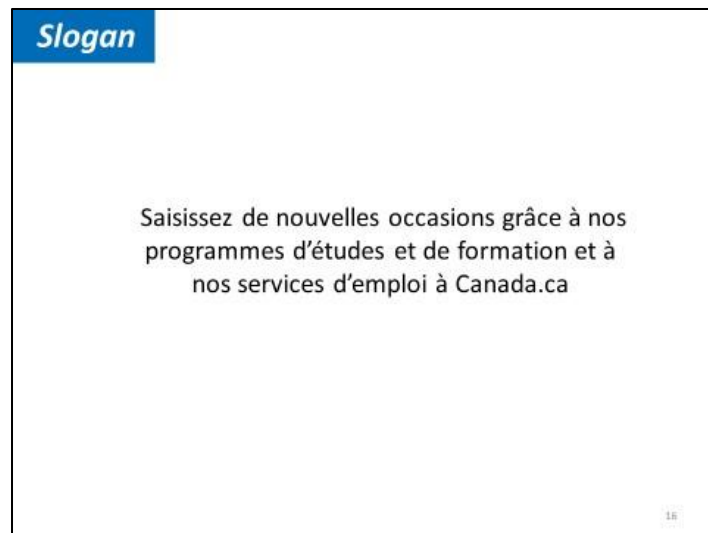 Slogan
Saisissez de nouvelles occasions grâce à nos
programmes d’études et de formation et à
nos services d’emploi à Canada.ca
16